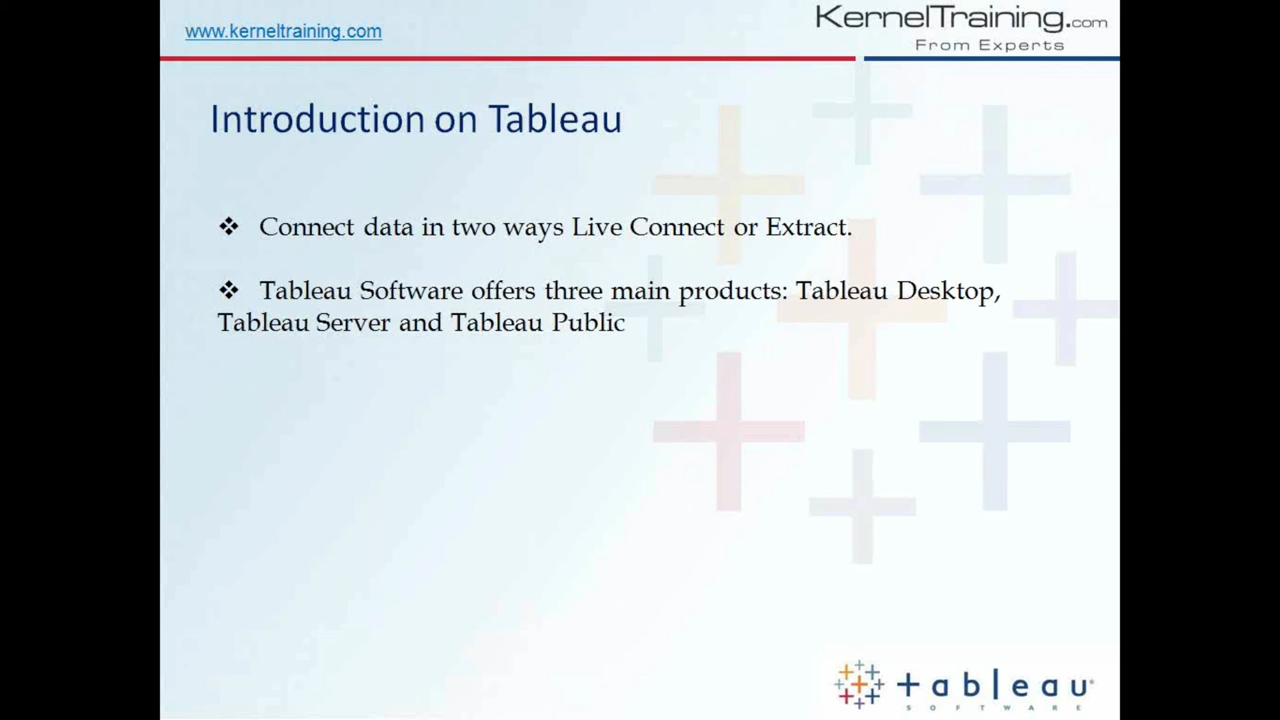 www.kerneltraining.com
KernelTraining.com
From Experts
Introduction on Tableau
❖ Connect data in two ways Live Connect or Extract.
❖ Tableau Software offers three main products: Tableau Desktop,
Tableau Server and Tableau Public
+ableau®
SOFTWARE